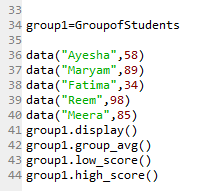 33
34 group1=GroupofStudents
35
36 data("Ayesha",58)
37 data("Maryam",89)
38 data("Fatima",34)
39 data("Reem",98)
40 data("Meera",85)
41 group1.display()
42 group1.group_avg()
43 group1.low_score()
44 group1.high_score()